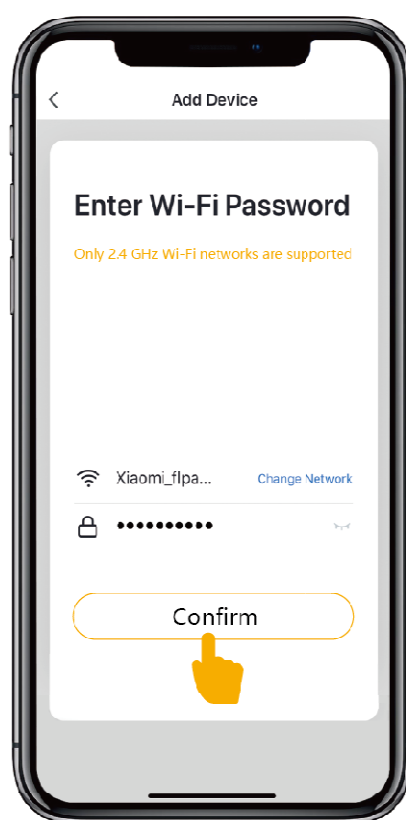 Add Device
Enter Wi-Fi Password
Only 2.4 GHz Wi-Fi networks are supported
Xiaomi_flpa... Change Network
••••••••••
Confirm